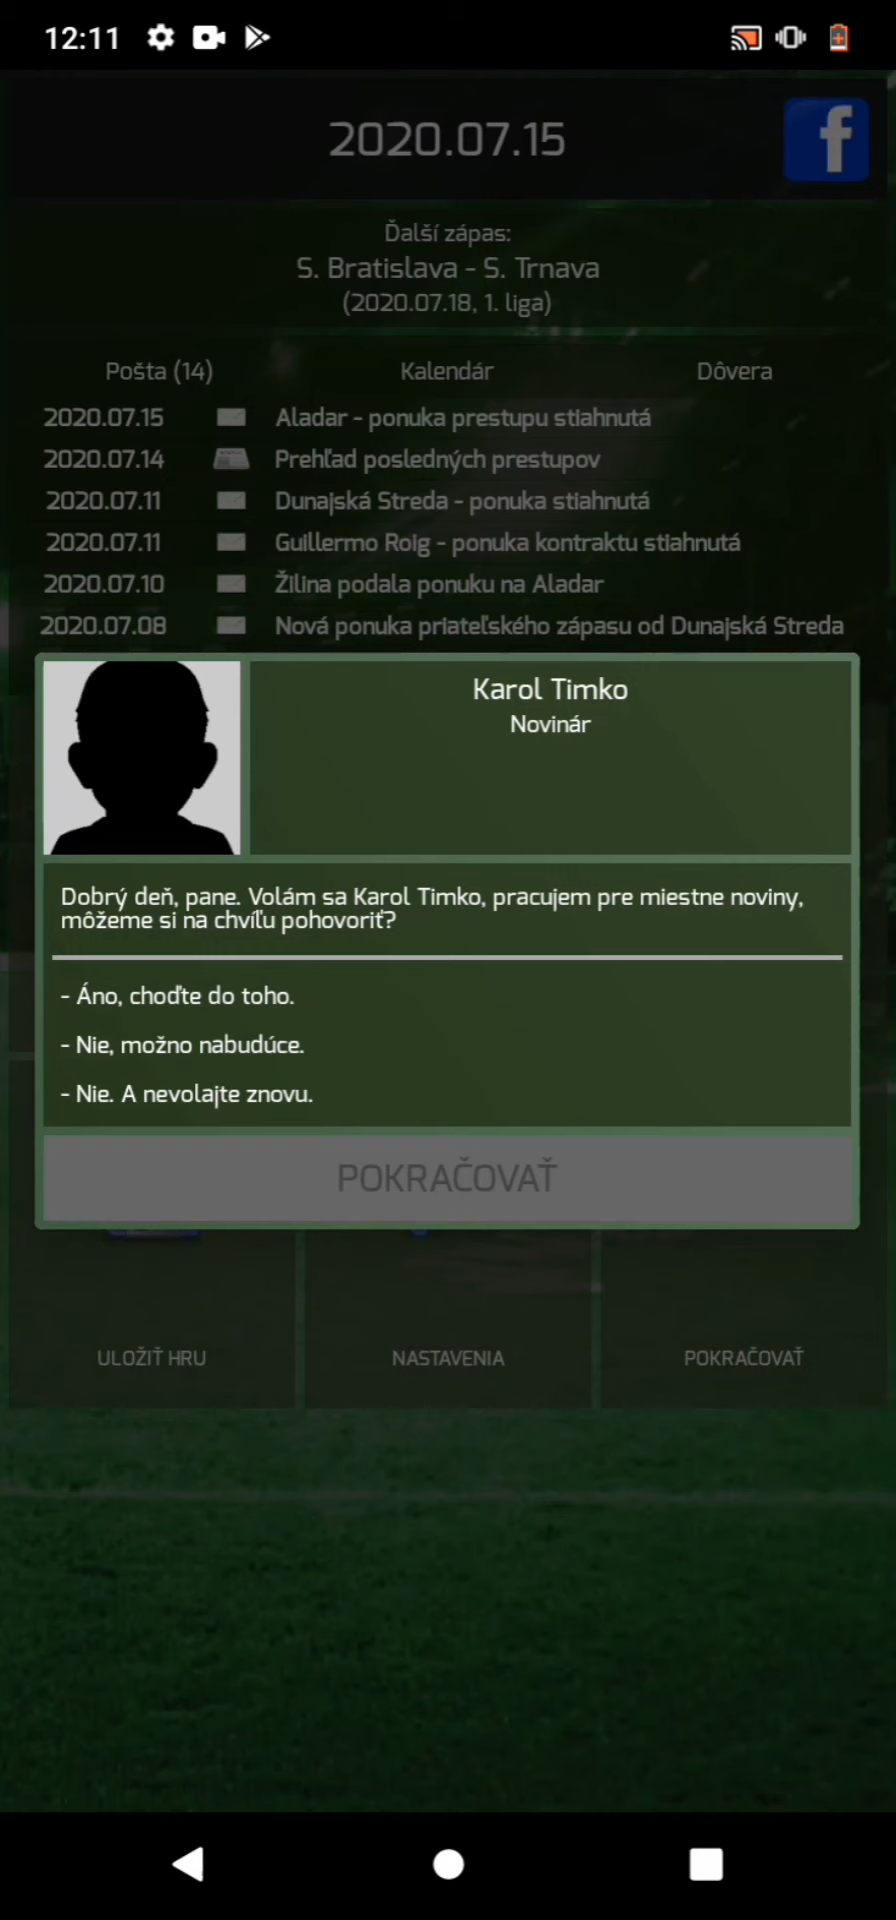 12:11
2020.07.15
f
Ďalší zápas:
S. Bratislava - S. Trnava
(2020.07.18, 1. liga)
Pošta (14) Kalendár Dôvera
2020.07.15 Aladar - ponuka prestupu stiahnutá
2020.07.14 Prehľad posledných prestupov
2020.07.11 Dunajská Streda - ponuka stiahnutá
2020.07.11 Guillermo Roig - ponuka kontraktu stiahnutá
2020.07.10 Žilina podala ponuku na Aladar
2020.07.08 Nová ponuka priateľského zápasu od Dunajská Streda
Karol Timko
Novinár
Dobrý deň, pane. Volám sa Karol Timko, pracujem pre miestne noviny,
môžeme si na chvíľu pohovoriť?
- Áno, choďte do toho.
- Nie, možno nabudúce.
- Nie. A nevolajte znovu.
POKRAČOVAŤ
ULOŽIŤ HRU NASTAVENIA POKRAČOVAŤ